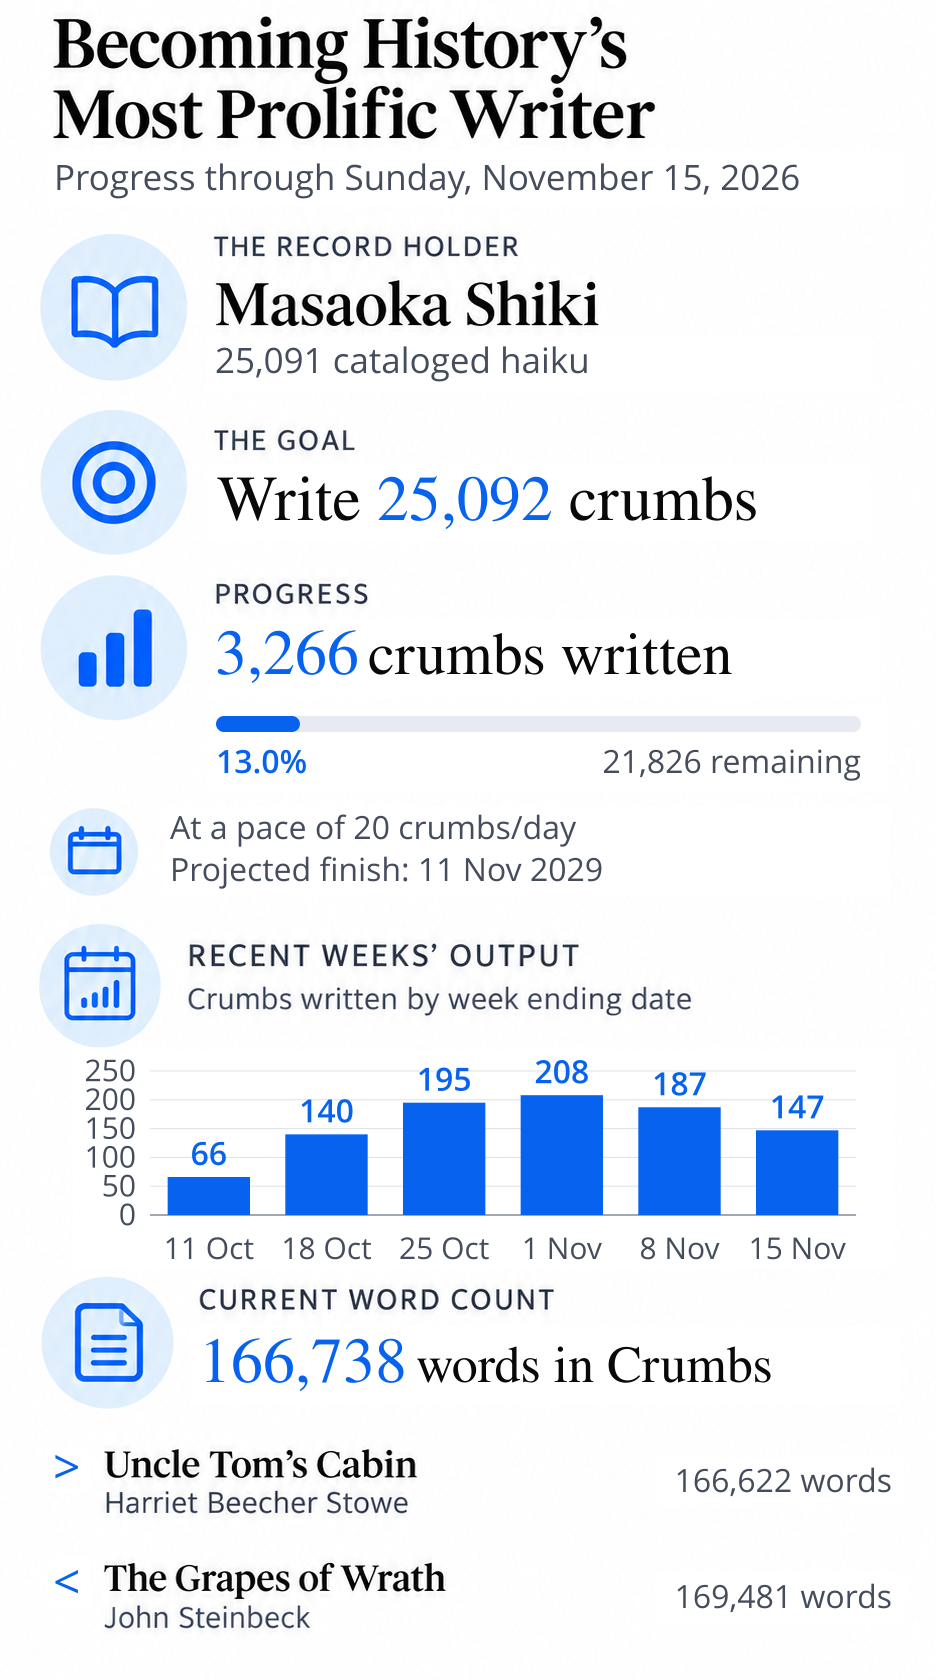 Becoming History’s
Most Prolific Writer
Progress through Sunday, November 15, 2026
THE RECORD HOLDER
Masaoka Shiki
25,091 cataloged haiku
THE GOAL
Write 25,092 crumbs
PROGRESS
3,266 crumbs written
13.0% 21,826 remaining
At a pace of 20 crumbs/day
Projected finish: 11 Nov 2029
RECENT WEEKS’ OUTPUT
Crumbs written by week ending date
250
200
150
100
50
0
66 140 195 208 187 147
11 Oct 18 Oct 25 Oct 1 Nov 8 Nov 15 Nov
CURRENT WORD COUNT
166,738 words in Crumbs
> Uncle Tom’s Cabin
Harriet Beecher Stowe
166,622 words
< The Grapes of Wrath
John Steinbeck
169,481 words